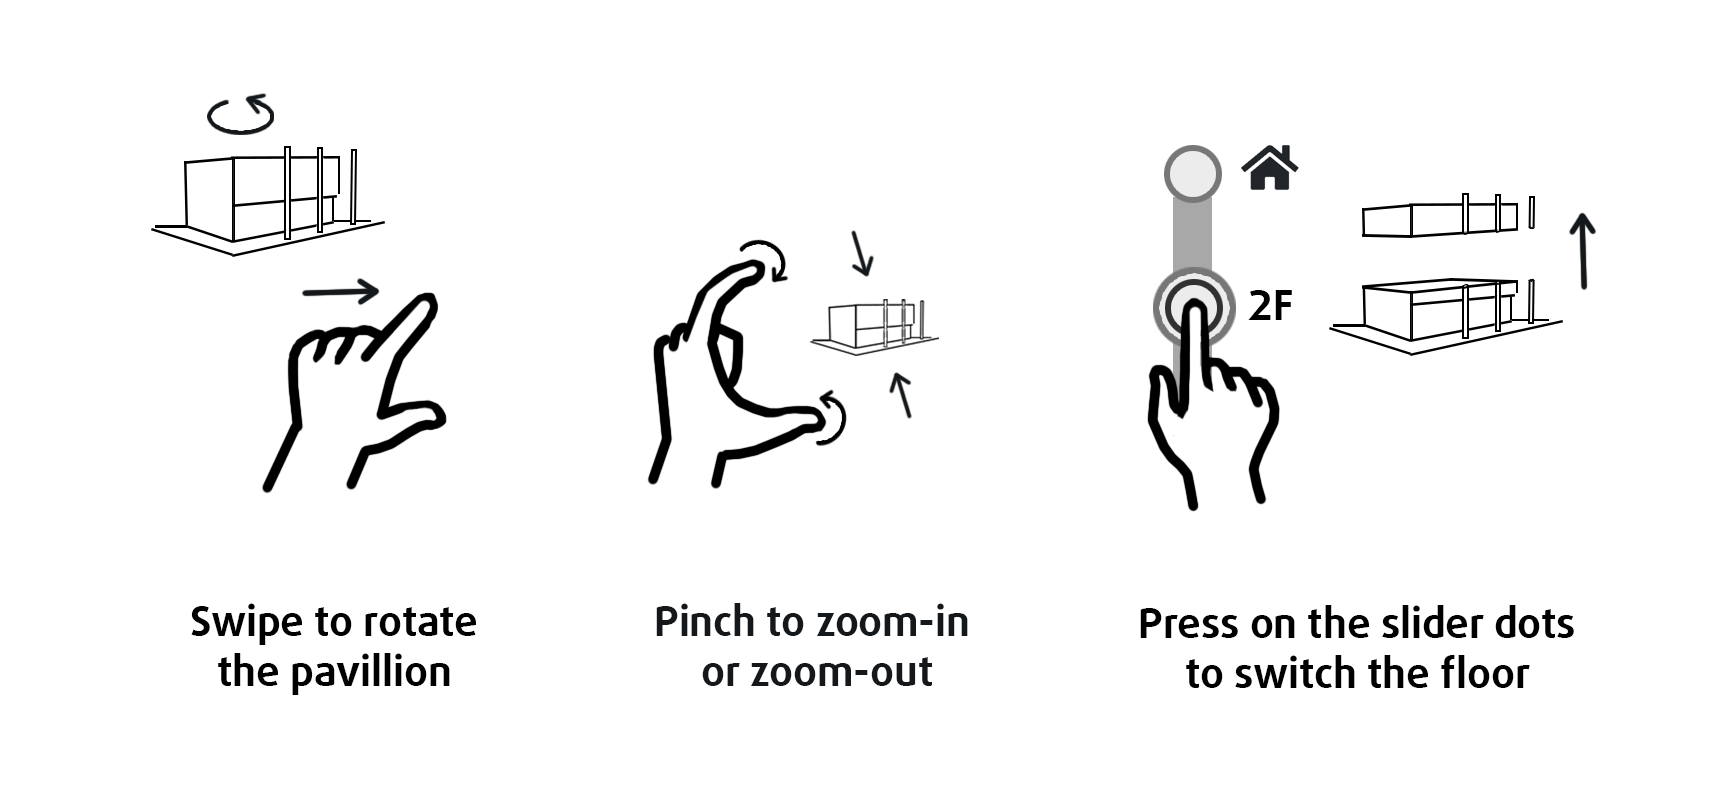 2F
Swipe to rotate
the pavillion
Pinch to zoom-in
or zoom-out
Press on the slider dots
to switch the floor